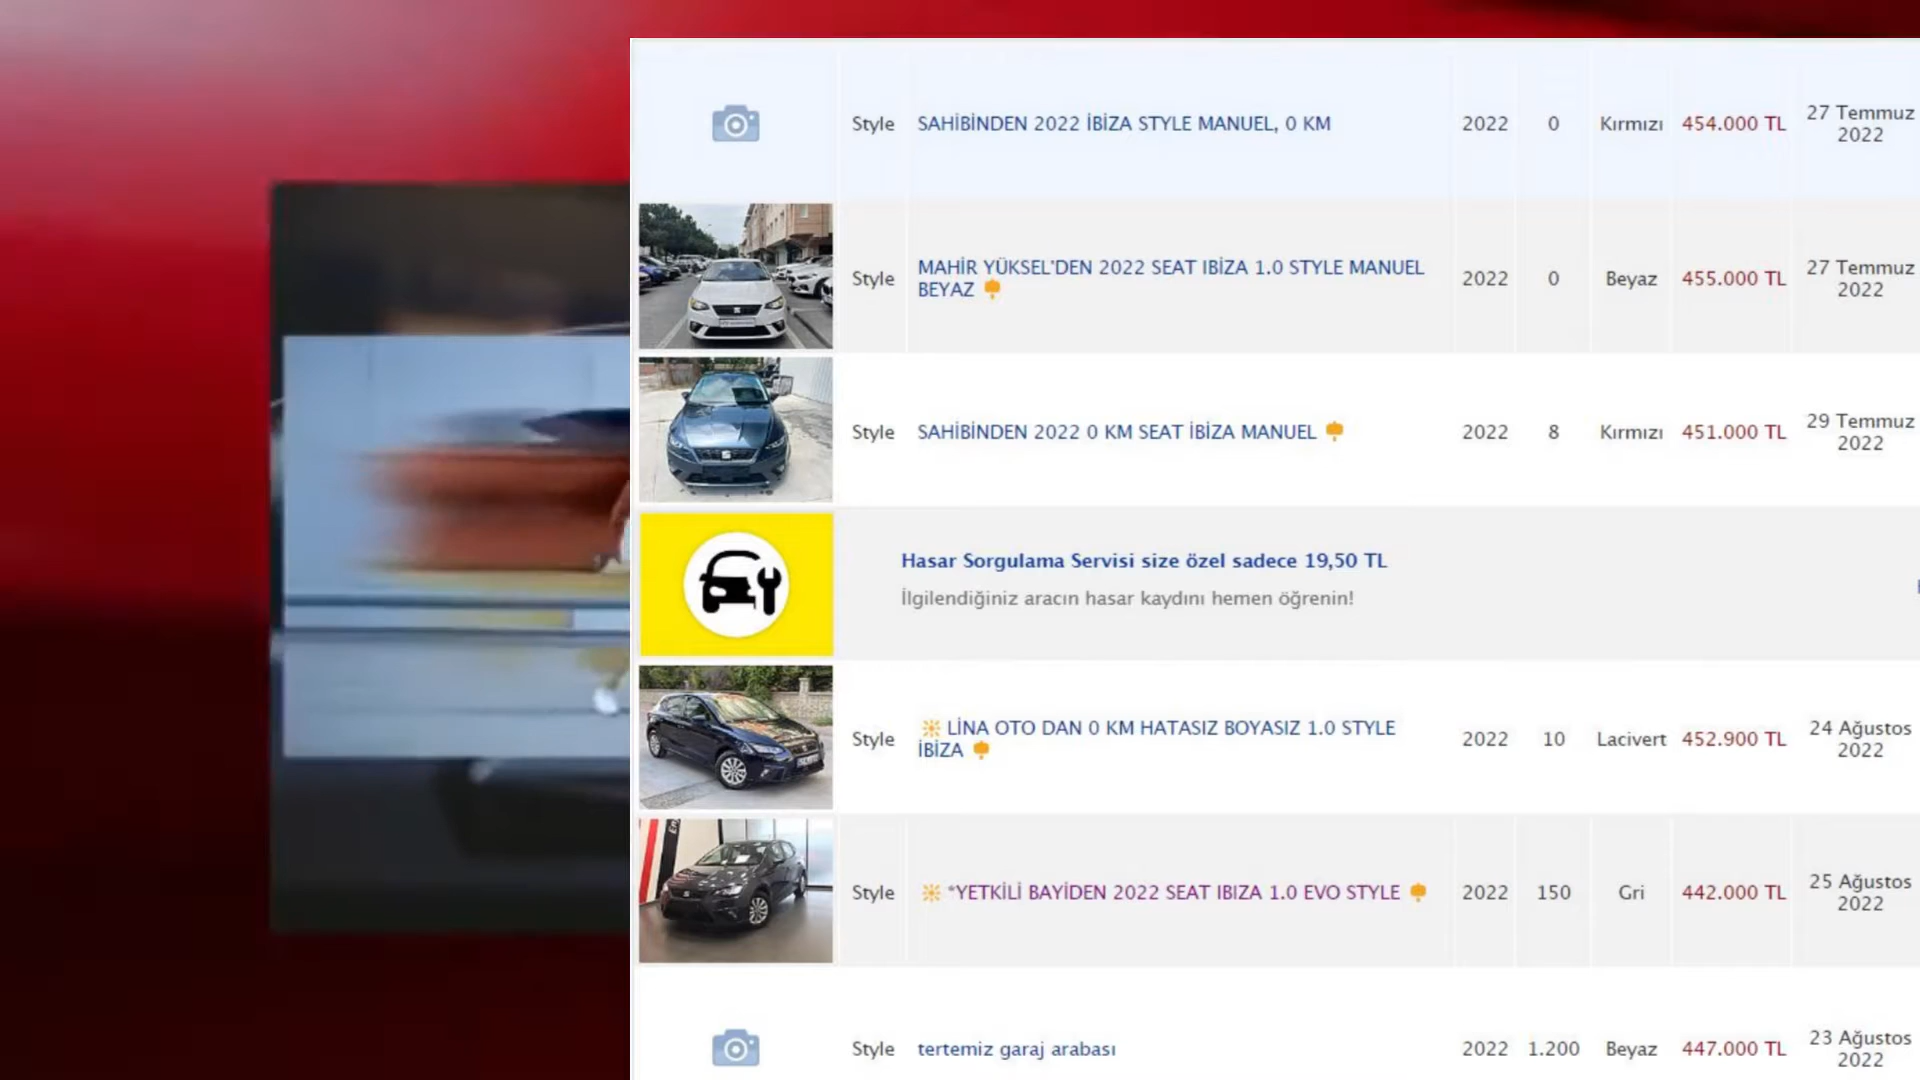 Style SAHİBİNDEN 2022 İBİZA STYLE MANUEL, 0 KM 2022 0 Kırmızı 454.000 TL 27 Temmuz
2022
Style MAHİR YÜKSEL'DEN 2022 SEAT IBİZA 1.0 STYLE MANUEL 2022 0 Beyaz 455.000 TL 27 Temmuz
BEYAZ 2022
Style SAHİBİNDEN 2022 0 KM SEAT İBİZA MANUEL 2022 8 Kırmızı 451.000 TL 29 Temmuz
2022
Hasar Sorgulama Servisi size özel sadece 19,50 TL
İlgilendiğiniz aracın hasar kaydını hemen öğrenin!
Style LİNA OTO DAN 0 KM HATASIZ BOYASIZ 1.0 STYLE 2022 10 Lacivert 452.900 TL 24 Ağustos
İBİZA 2022
Style *YETKİLİ BAYİDEN 2022 SEAT IBIZA 1.0 EVO STYLE 2022 150 Gri 442.000 TL 25 Ağustos
2022
Style tertemiz garaj arabası 2022 1.200 Beyaz 447.000 TL 23 Ağustos
2022